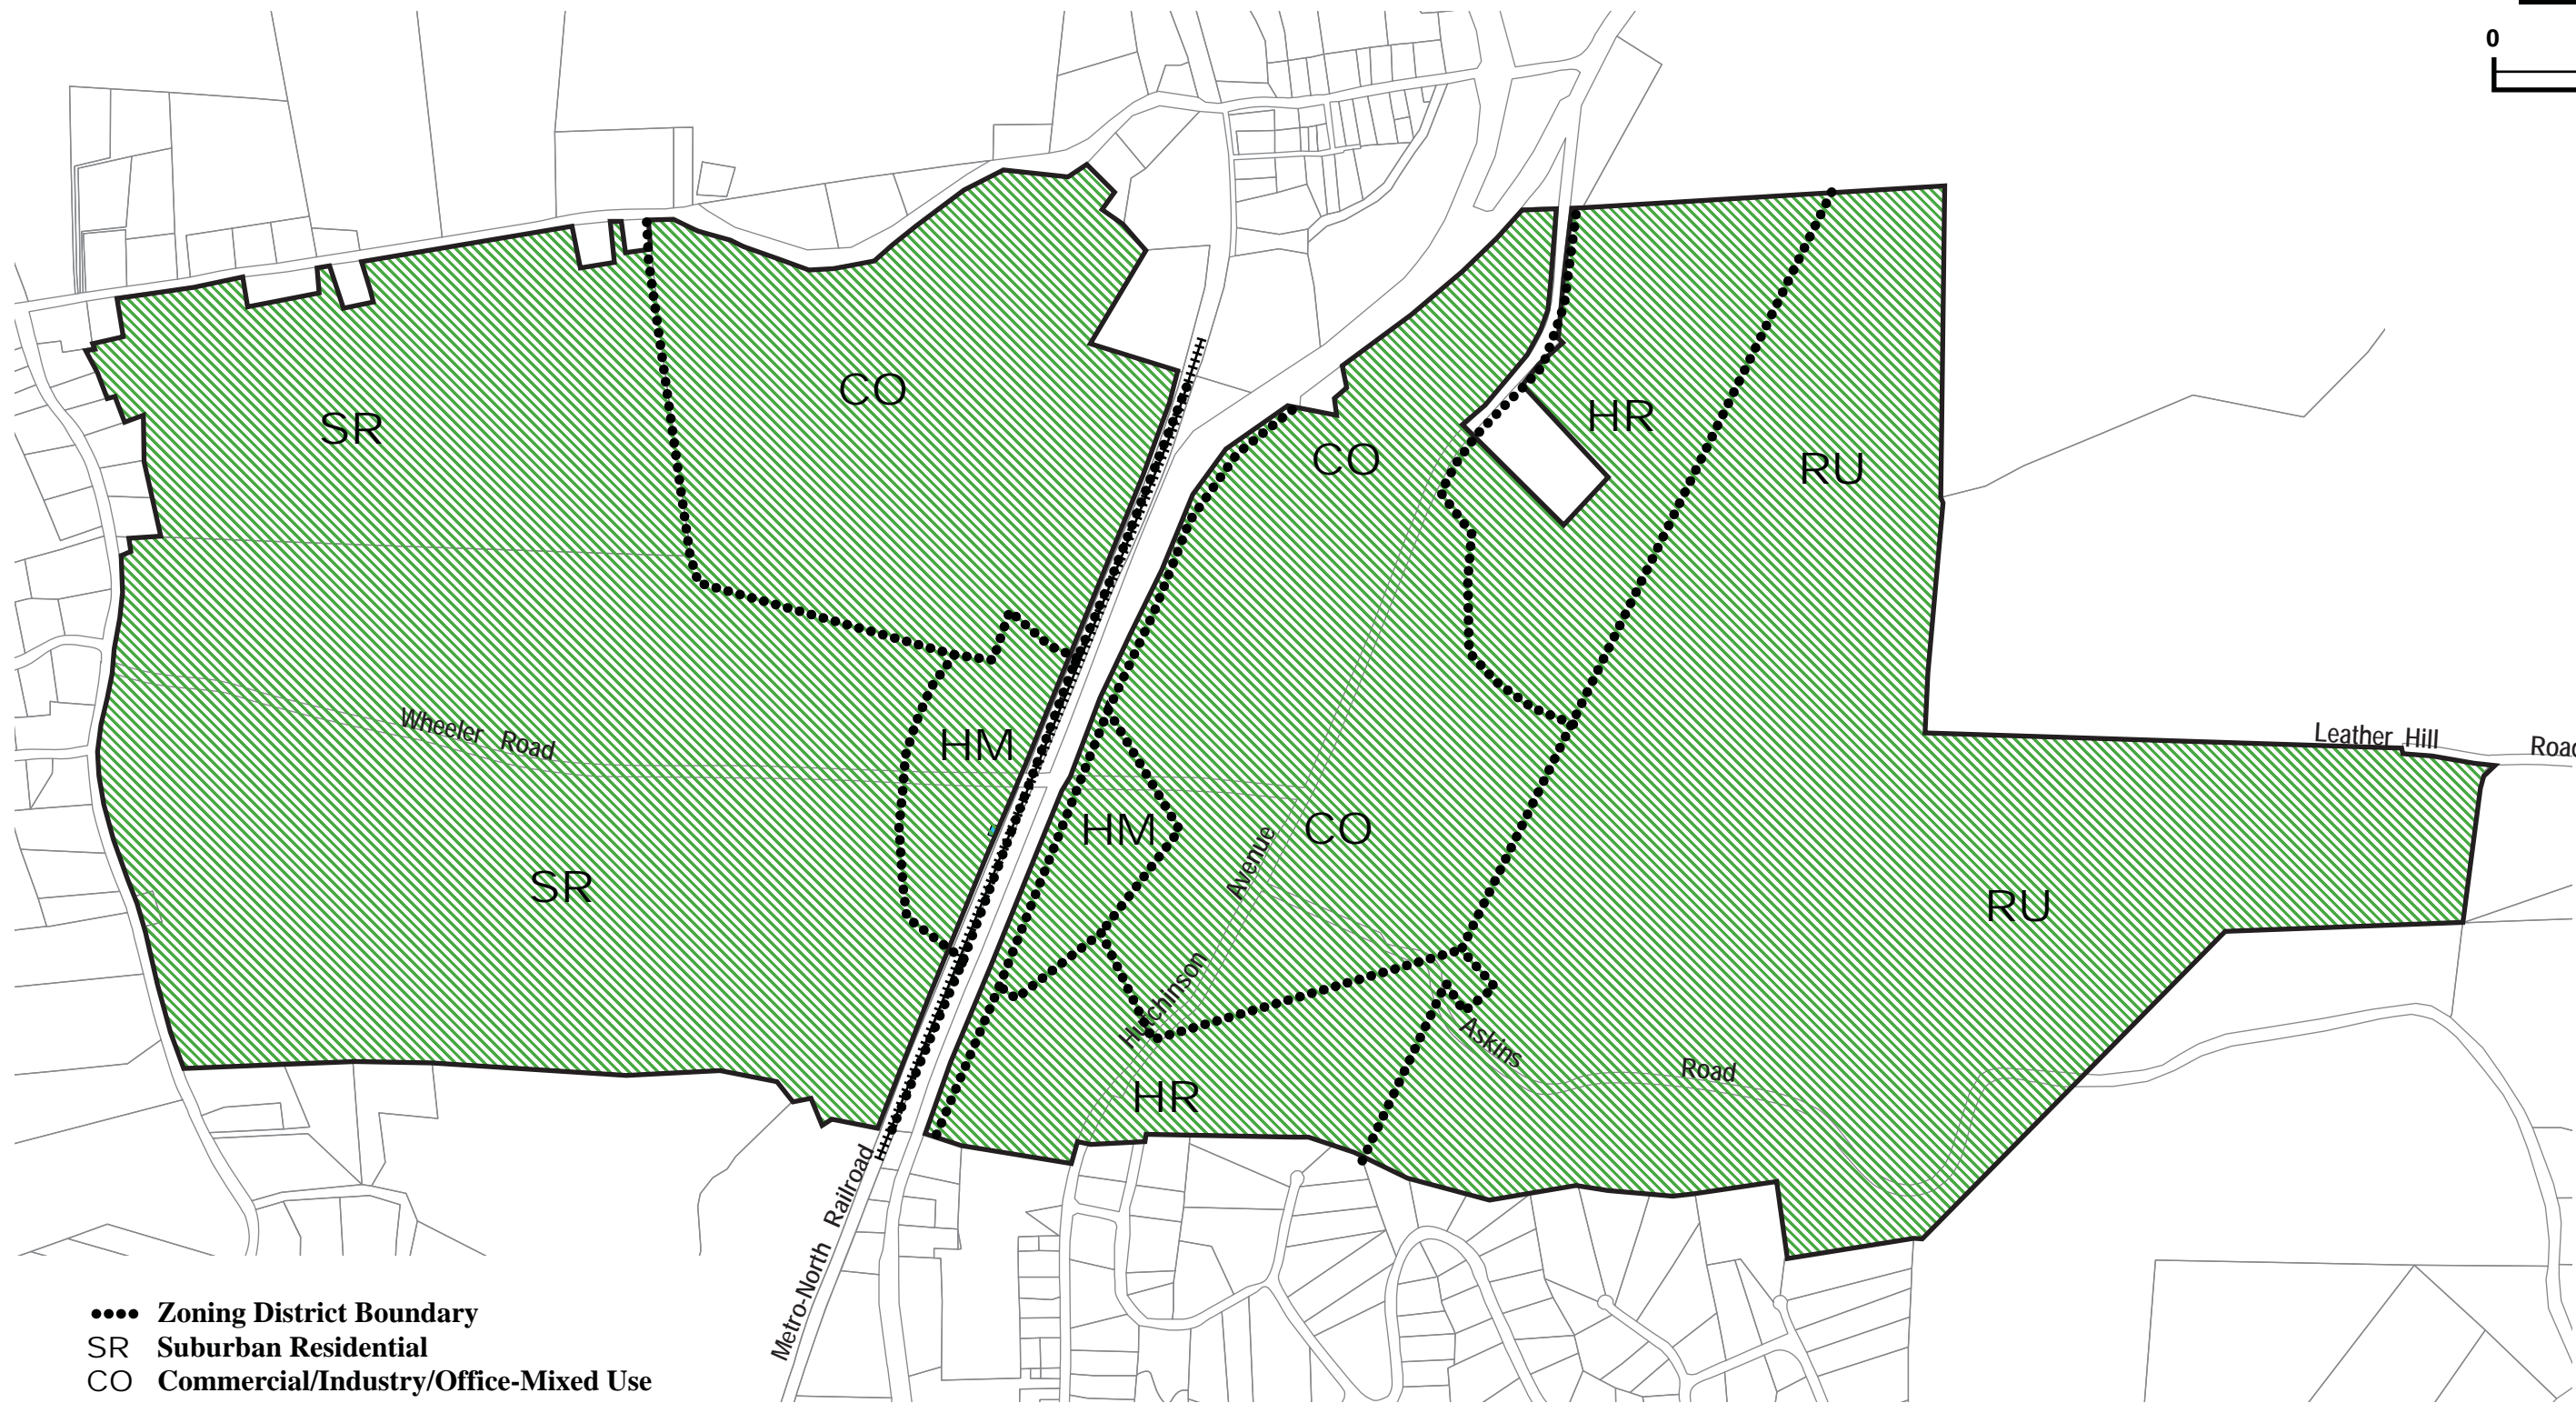 0
SR
CO
CO
HR
RU
Wheeler Road
HM
HM
CO
Leather Hill Road
SR
Avenue
Hutchinson
RU
Askins Road
HR
Metro-North Railroad
•••• Zoning District Boundary
SR Suburban Residential
CO Commercial/Industry/Office-Mixed Use